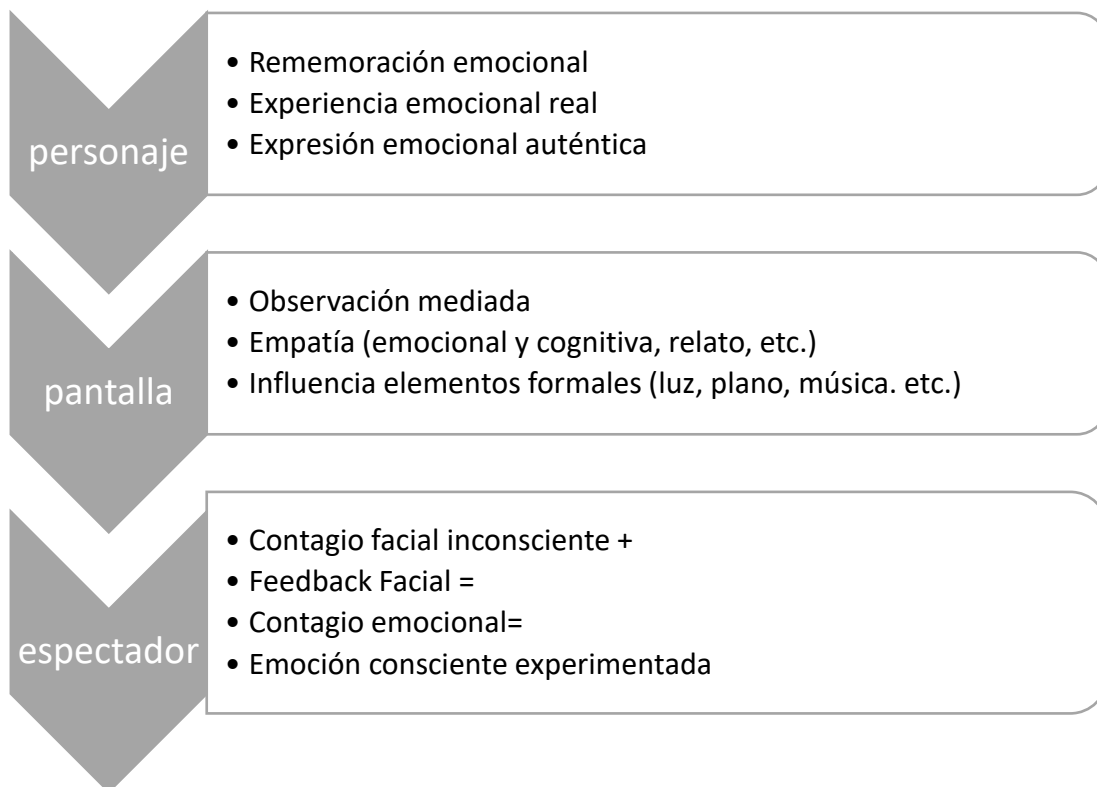 personaje
• Rememoración emocional
• Experiencia emocional real
• Expresión emocional auténtica
pantalla
• Observación mediada
• Empatía (emocional y cognitiva, relato, etc.)
• Influencia elementos formales (luz, plano, música. etc.)
espectador
• Contagio facial inconsciente +
• Feedback Facial =
• Contagio emocional=
• Emoción consciente experimentada